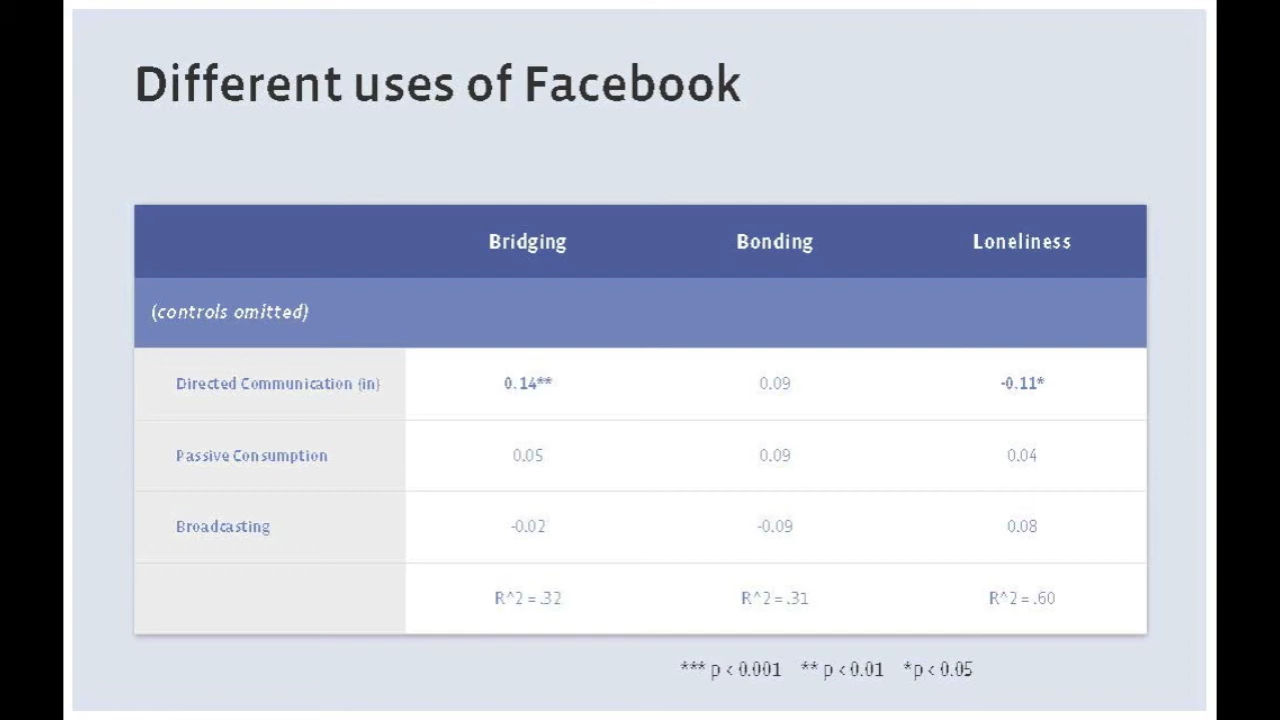 Different uses of Facebook
Bridging Bonding Loneliness
(controls omitted)
Directed Communication (in) 0.14** 0.09 -0.11*
Passive Consumption 0.05 0.09 0.04
Broadcasting -0.02 -0.09 0.08
R^2 = .32 R^2 = .31 R^2 = .60
*** p < 0.001 ** p < 0.01 *p < 0.05